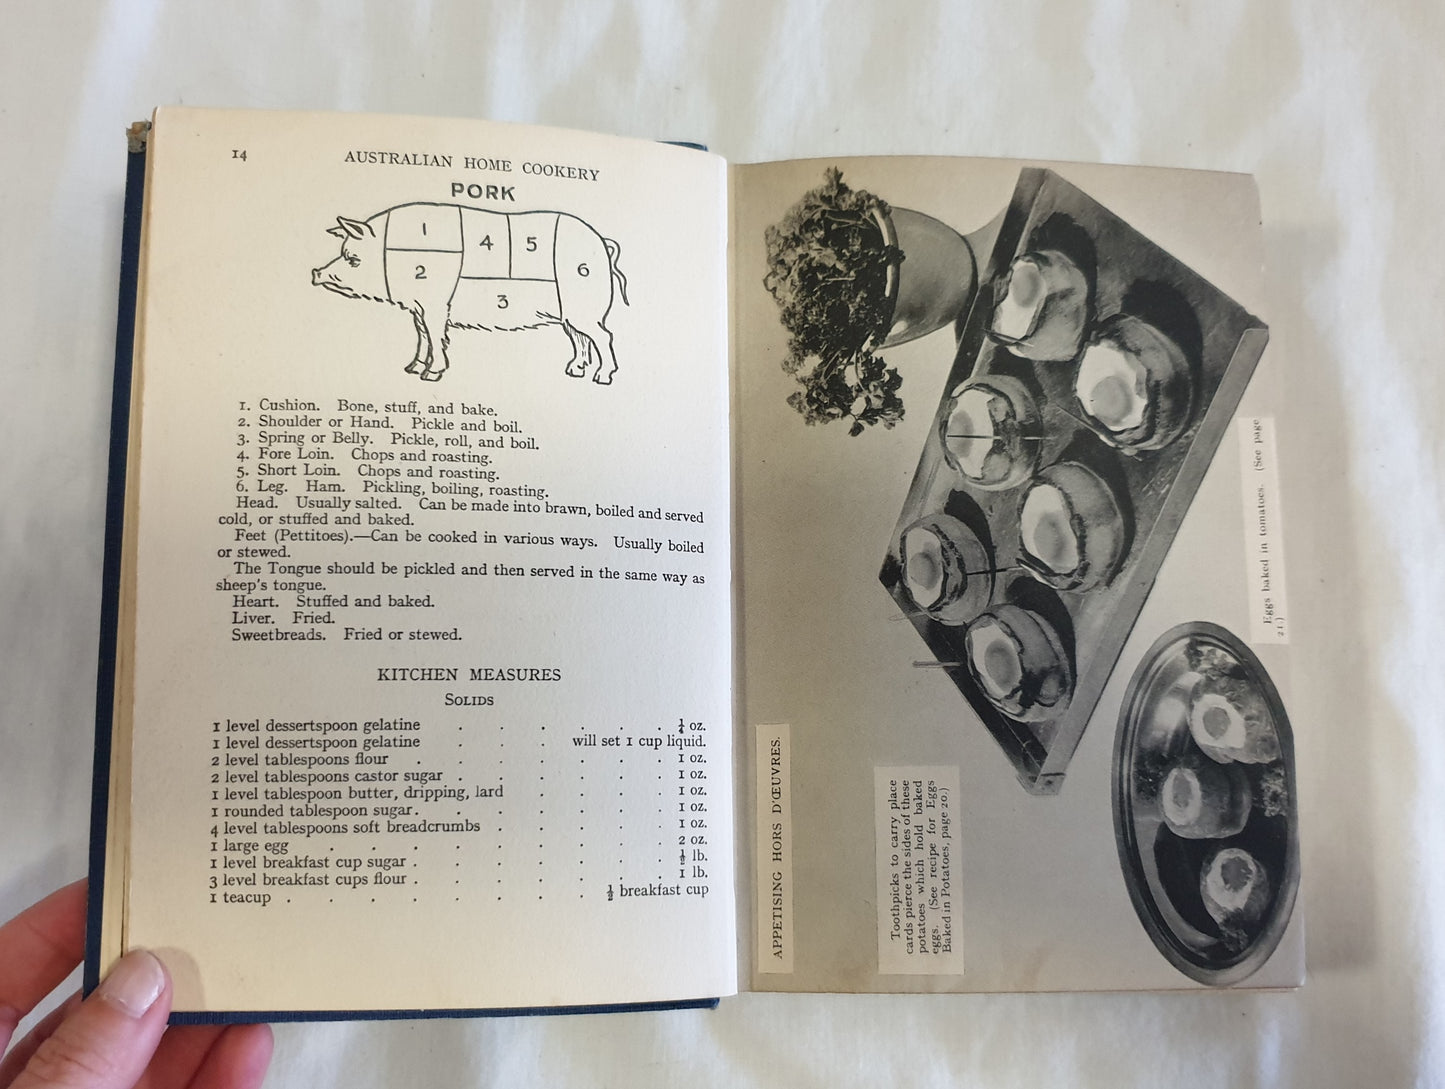 14
AUSTRALIAN HOME COOKERY
PORK
1
2
3
4
5
6
1. Cushion. Bone, stuff, and bake.
2. Shoulder or Hand. Pickle and boil.
3. Spring or Belly. Pickle, roll, and boil.
4. Fore Loin. Chops and roasting.
5. Short Loin. Chops and roasting.
6. Leg. Ham. Pickling, boiling, roasting.
Head. Usually salted. Can be made into brawn, boiled and served
cold, or stuffed and baked.
Feet (Pettitoes).—Can be cooked in various ways. Usually boiled
or stewed.
The Tongue should be pickled and then served in the same way as
sheep's tongue.
Heart. Stuffed and baked.
Liver. Fried.
Sweetbreads. Fried or stewed.
KITCHEN MEASURES
SOLIDS
1 level dessertspoon gelatine . . . . . . ¼ oz.
1 level dessertspoon gelatine . . . will set 1 cup liquid.
2 level tablespoons flour . . . . . . . 1 oz.
2 level tablespoons castor sugar . . . . . . 1 oz.
1 level tablespoon butter, dripping, lard . . . . 1 oz.
1 rounded tablespoon sugar . . . . . . . 1 oz.
4 level tablespoons soft breadcrumbs . . . . . 1 oz.
1 large egg . . . . . . . . . 2 oz.
1 level breakfast cup sugar . . . . . . . ½ lb.
3 level breakfast cups flour . . . . . . . 1 lb.
1 teacup . . . . . . . . ½ breakfast cup
APPETISING HORS D'ŒUVRES.
Toothpicks to carry place
cards pierce the sides of these
potatoes which hold baked
eggs. (See recipe for Eggs
Baked in Potatoes, page 20.)
Eggs baked in tomatoes. (See page
21.)